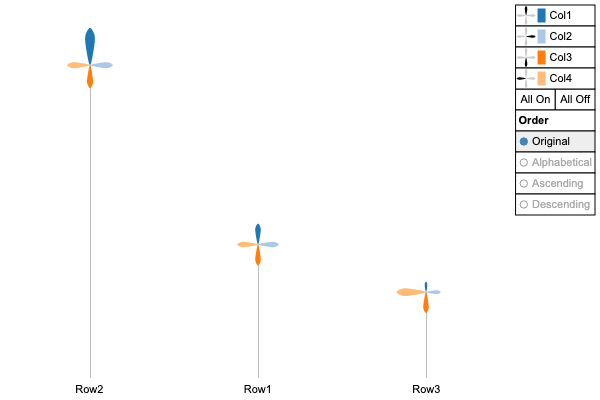 Col1
Col2
Col3
Col4
All On All Off
Order
Original
Alphabetical
Ascending
Descending
Row2 Row1 Row3